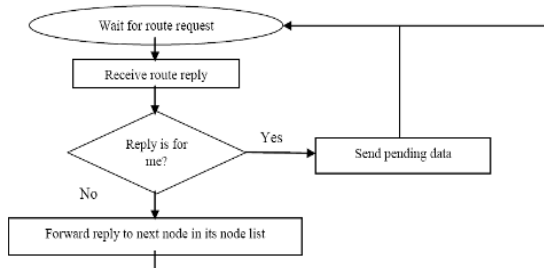 Wait for route request
Receive route reply
Reply is for
me?
Yes
Send pending data
No
Forward reply to next node in its node list